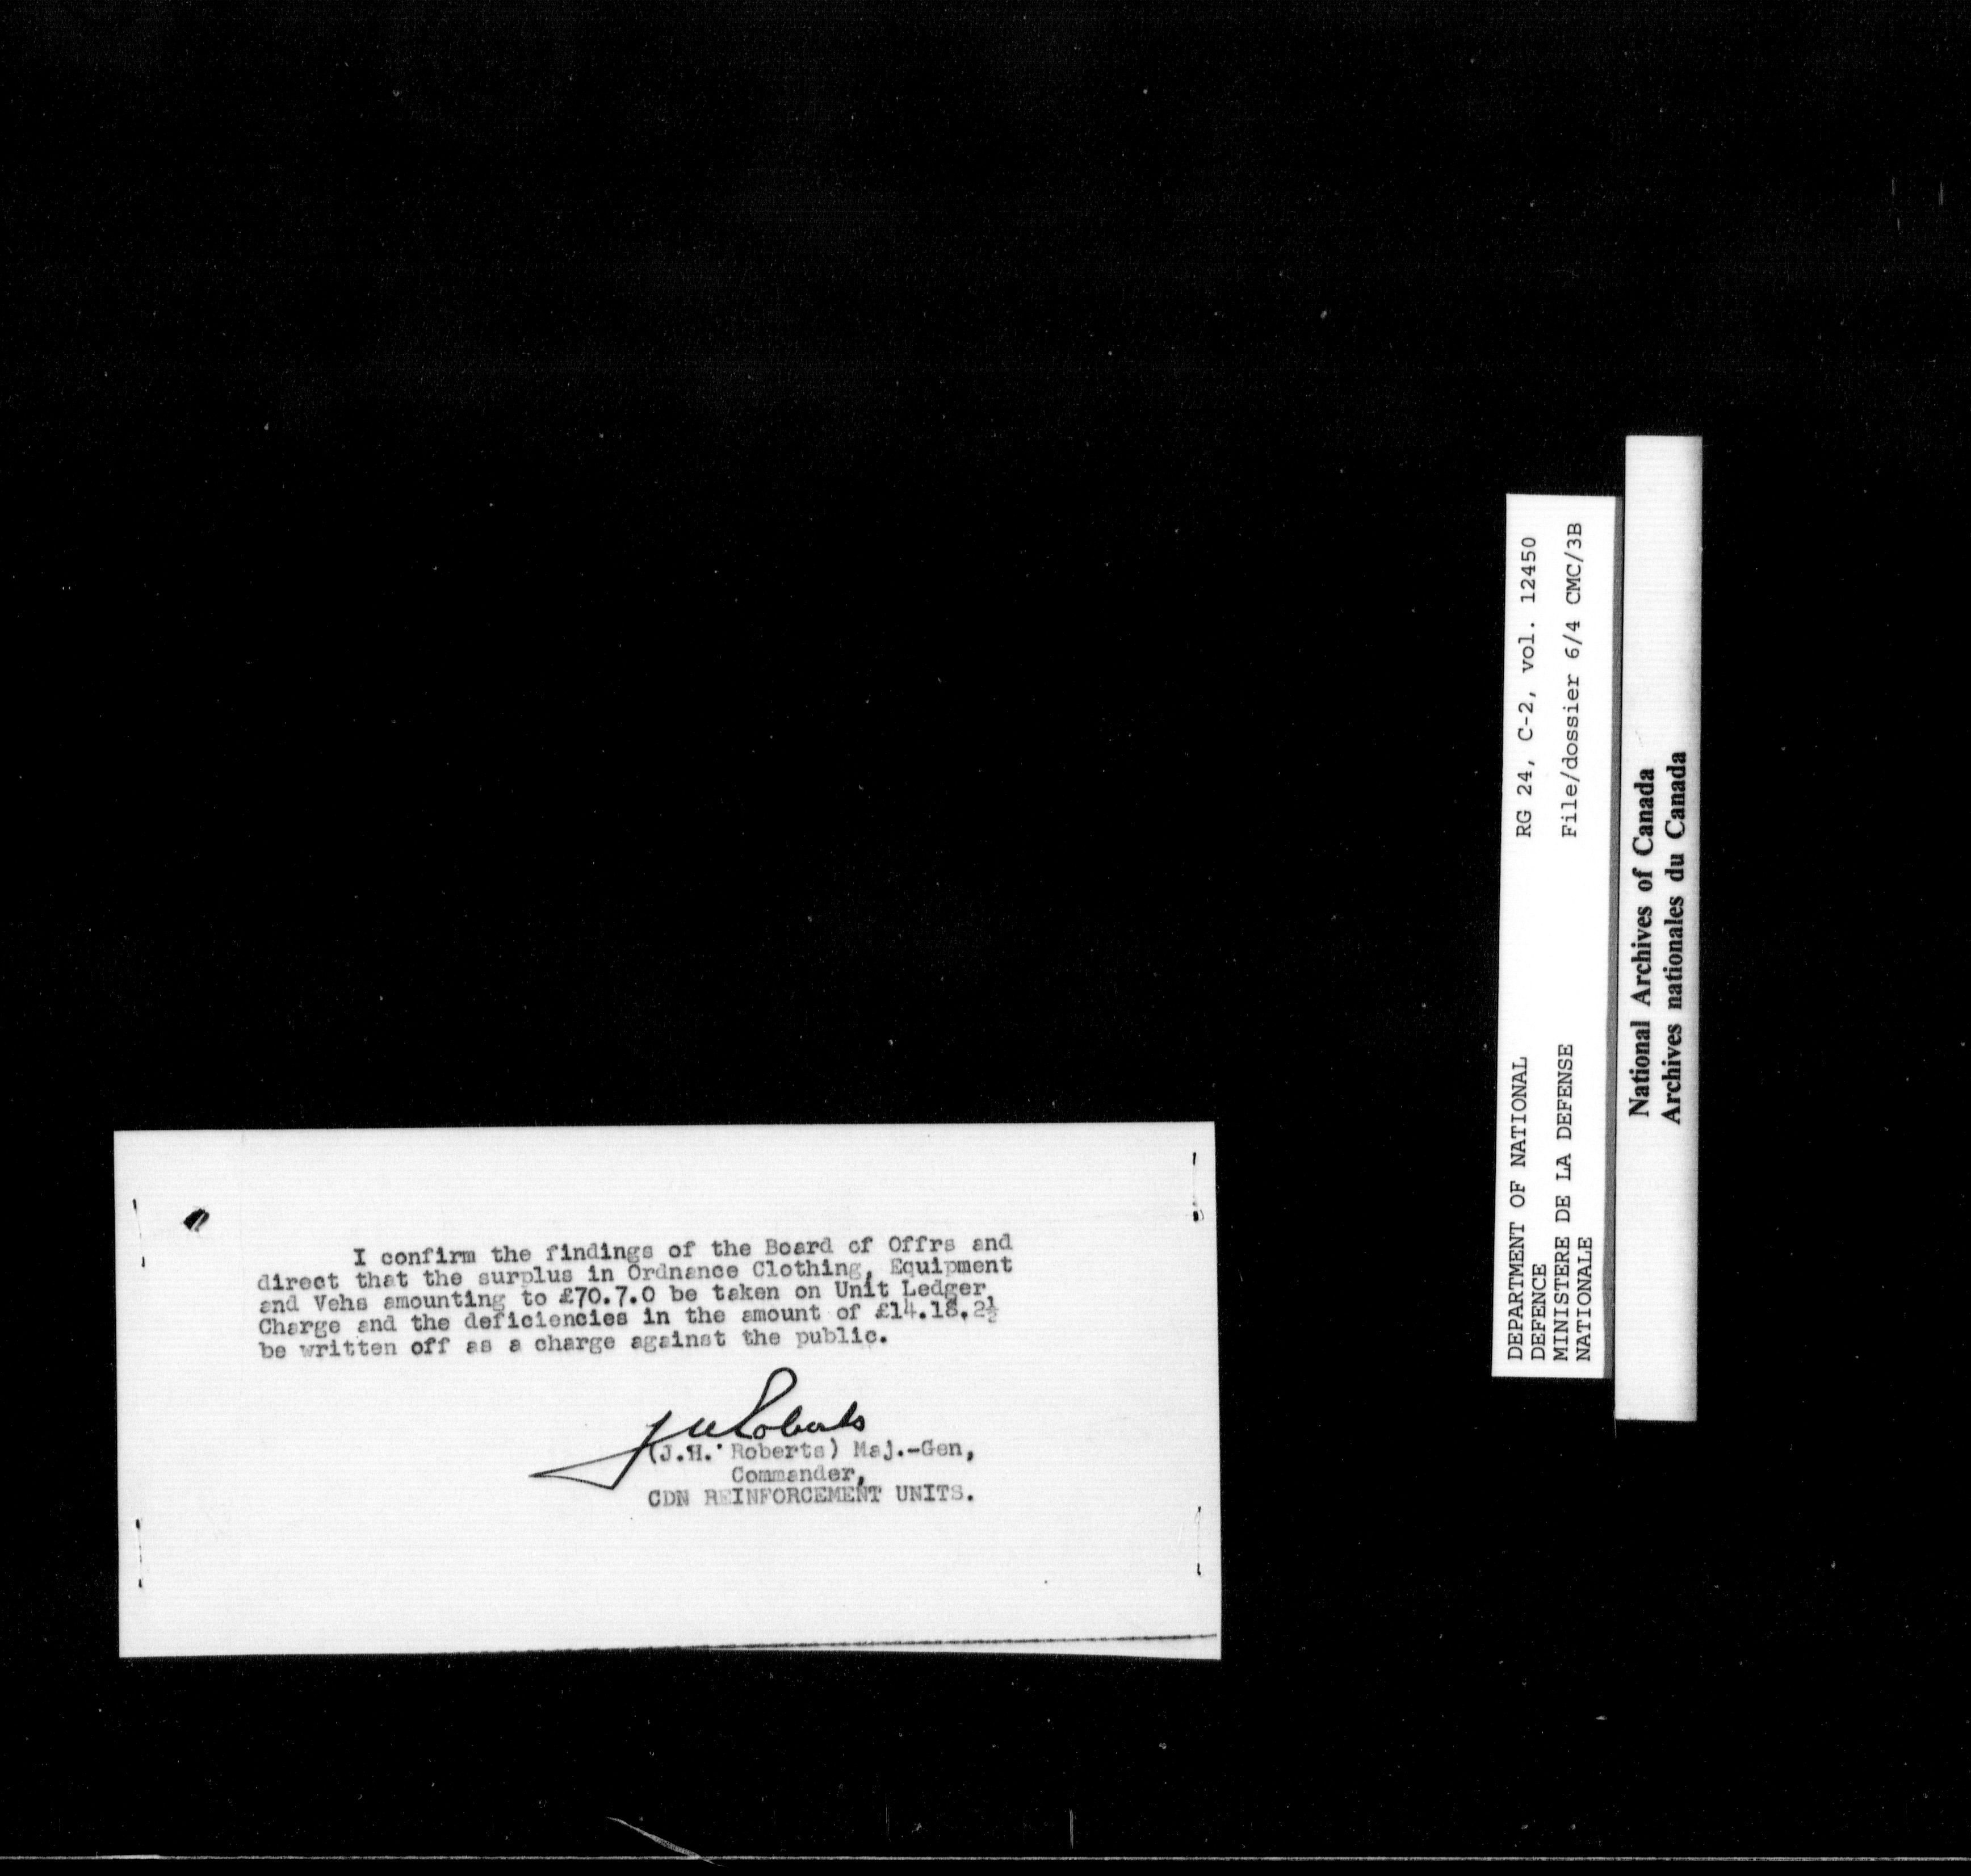 I confirm the findings of the Board of Offrs and
direct that the surplus in Ordnance Clothing, Equipment
and Vehs amounting to £70.7.0 be taken on Unit Ledger
Charge and the deficiencies in the amount of £14.18.2½
be written off as a charge against the public.
J H Roberts
(J.H. Roberts) Maj.-Gen,
Commander,
CDN REINFORCEMENT UNITS.
DEPARTMENT OF NATIONAL
DEFENCE
MINISTERE DE LA DEFENSE
NATIONALE
RG 24, C-2, vol. 12450
File/dossier 6/4 CMC/3B
National Archives of Canada
Archives nationales du Canada